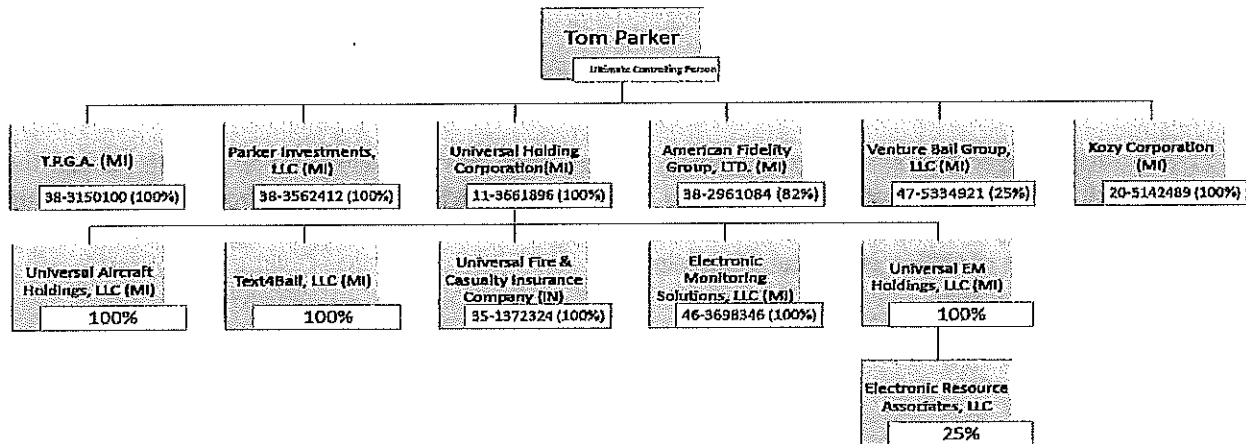 Tom Parker
Ultimate Controlling Person
T.P.G.A. (MI)
38-3150100 (100%)
Parker Investments,
LLC (MI)
38-3562412 (100%)
Universal Holding
Corporation(MI)
11-3661896 (100%)
American Fidelity
Group, LTD. (MI)
38-2961084 (82%)
Venture Bail Group,
LLC (MI)
47-5334921 (25%)
Kozy Corporation
(MI)
20-5142489 (100%)
Universal Aircraft
Holdings, LLC (MI)
100%
Text4Bail, LLC (MI)
100%
Universal Fire &
Casualty Insurance
Company (IN)
35-1372324 (100%)
Electronic
Monitoring
Solutions, LLC (MI)
46-3698346 (100%)
Universal EM
Holdings, LLC (MI)
100%
Electronic Resource
Associates, LLC
25%